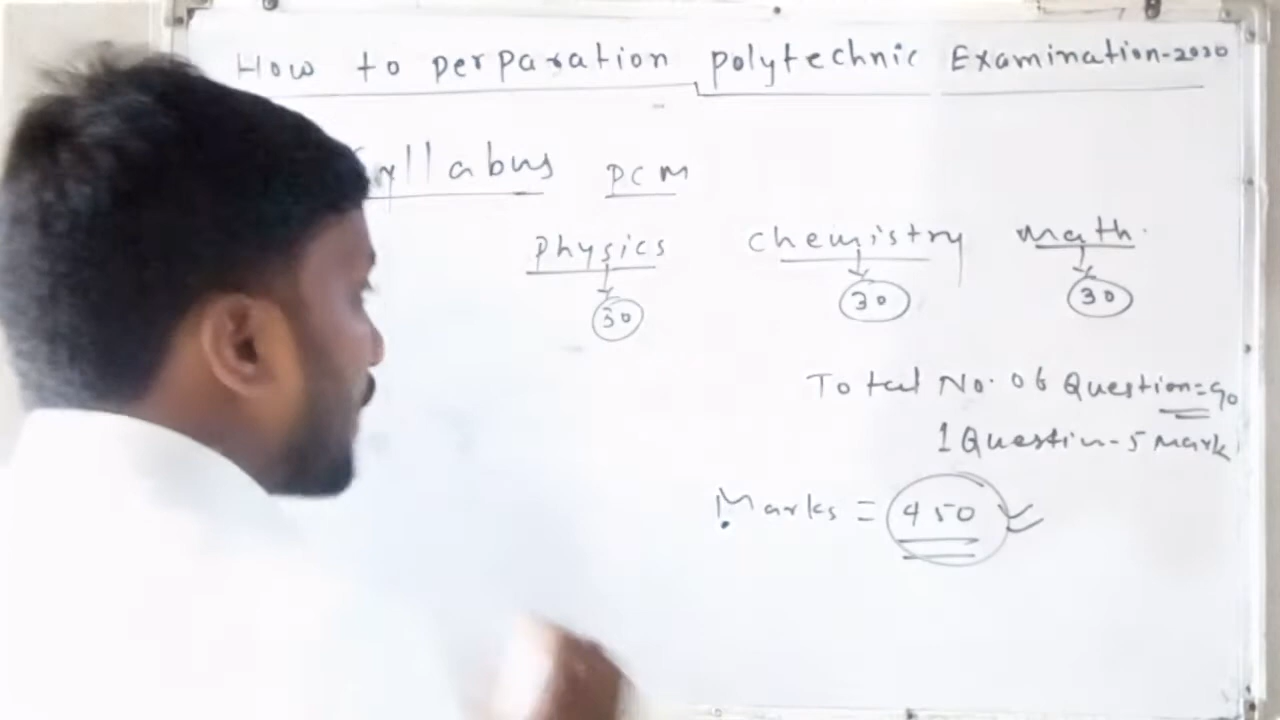 How to perparation polytechnic Examination-2020
Syllabus PCM
Physics Chemistry Math.
30 30 30
Total No. Of Question=90
1 Questin-5 Mark
Marks = 450